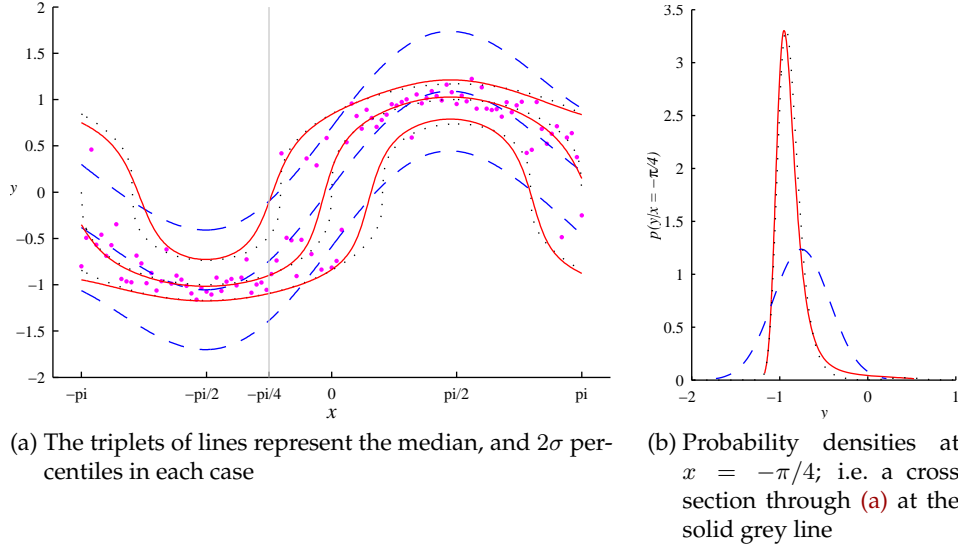 2
1.5
1
0.5
0
−0.5
−1
−1.5
−2
y
−pi
−pi/2
−pi/4
0
pi/2
pi
x
(a) The triplets of lines represent the median, and 2σ per-
centiles in each case
3.5
3
2.5
2
1.5
1
0.5
0
p(y/x = −π/4)
−2
−1
0
1
y
(b) Probability densities at
x = −π/4; i.e. a cross
section through (a) at the
solid grey line